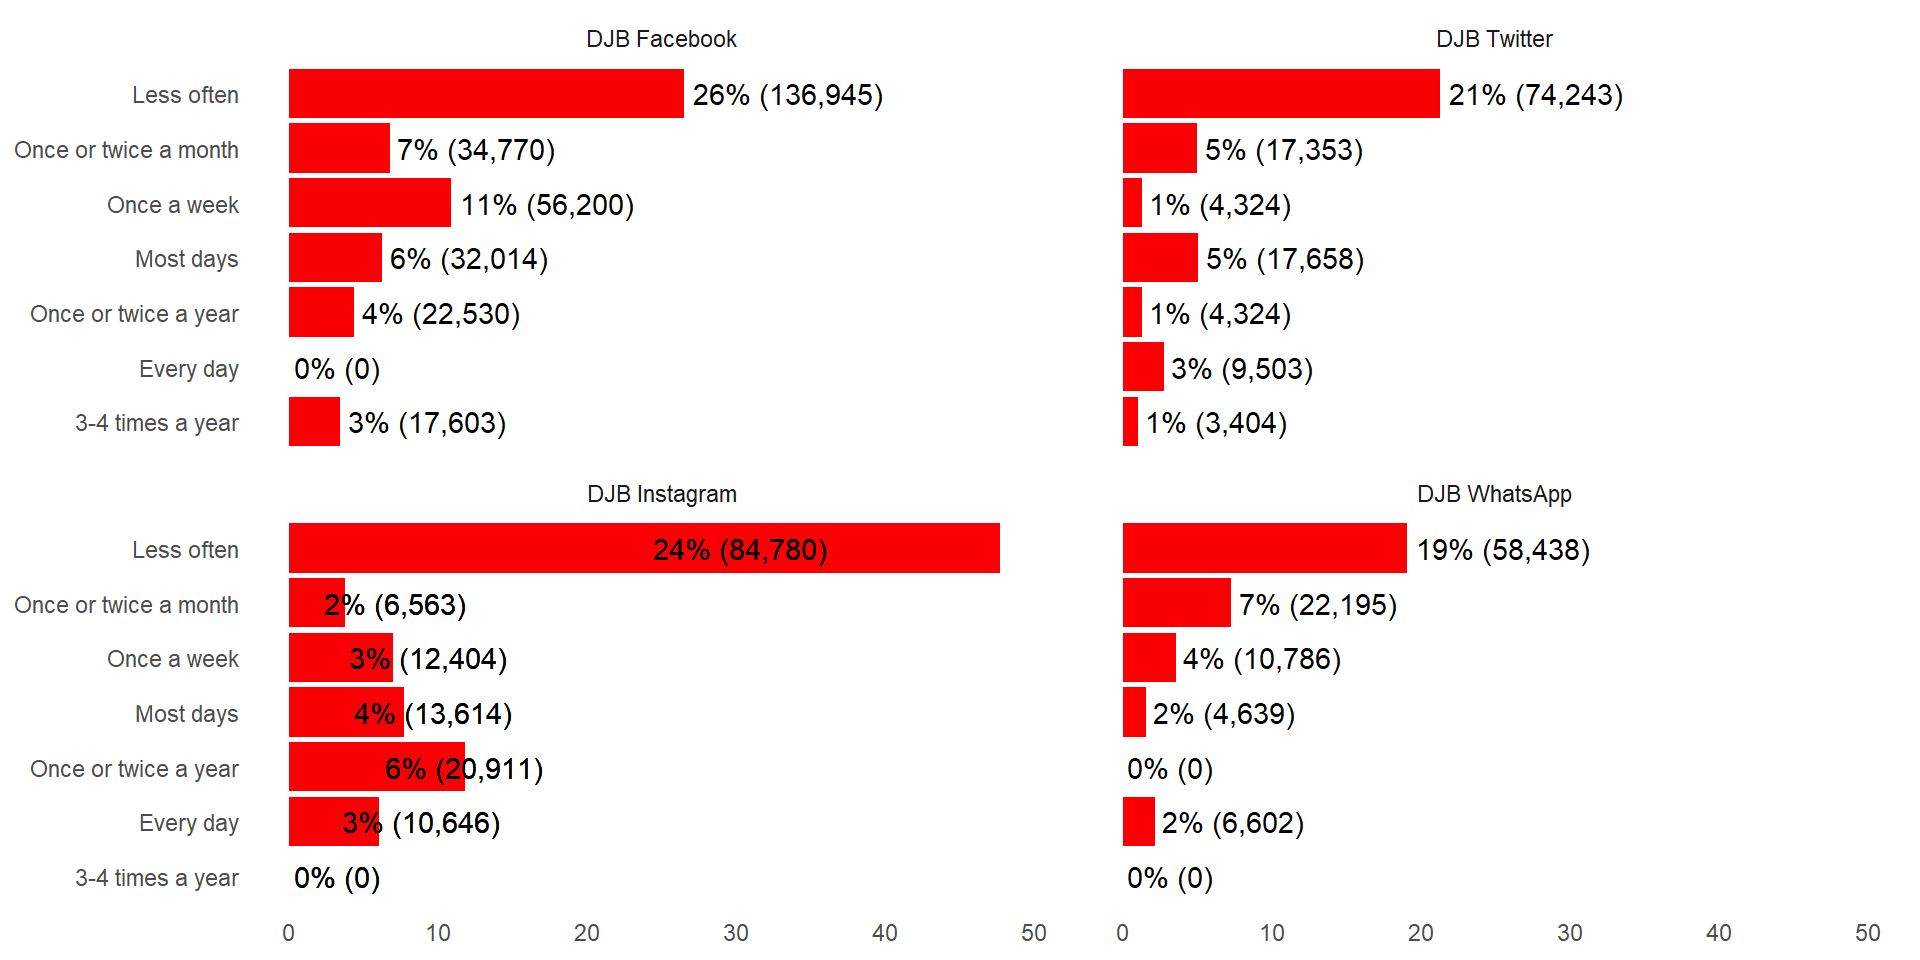 DJB Facebook
DJB Twitter
Less often
26% (136,945)
21% (74,243)
Once or twice a month
7% (34,770)
5% (17,353)
Once a week
11% (56,200)
1% (4,324)
Most days
6% (32,014)
5% (17,658)
Once or twice a year
4% (22,530)
1% (4,324)
Every day
0% (0)
3% (9,503)
3-4 times a year
3% (17,603)
1% (3,404)
DJB Instagram
DJB WhatsApp
Less often
24% (84,780)
19% (58,438)
Once or twice a month
2% (6,563)
7% (22,195)
Once a week
3% (12,404)
4% (10,786)
Most days
4% (13,614)
2% (4,639)
Once or twice a year
6% (20,911)
0% (0)
Every day
3% (10,646)
2% (6,602)
3-4 times a year
0% (0)
0% (0)
0 10 20 30 40 50
0 10 20 30 40 50